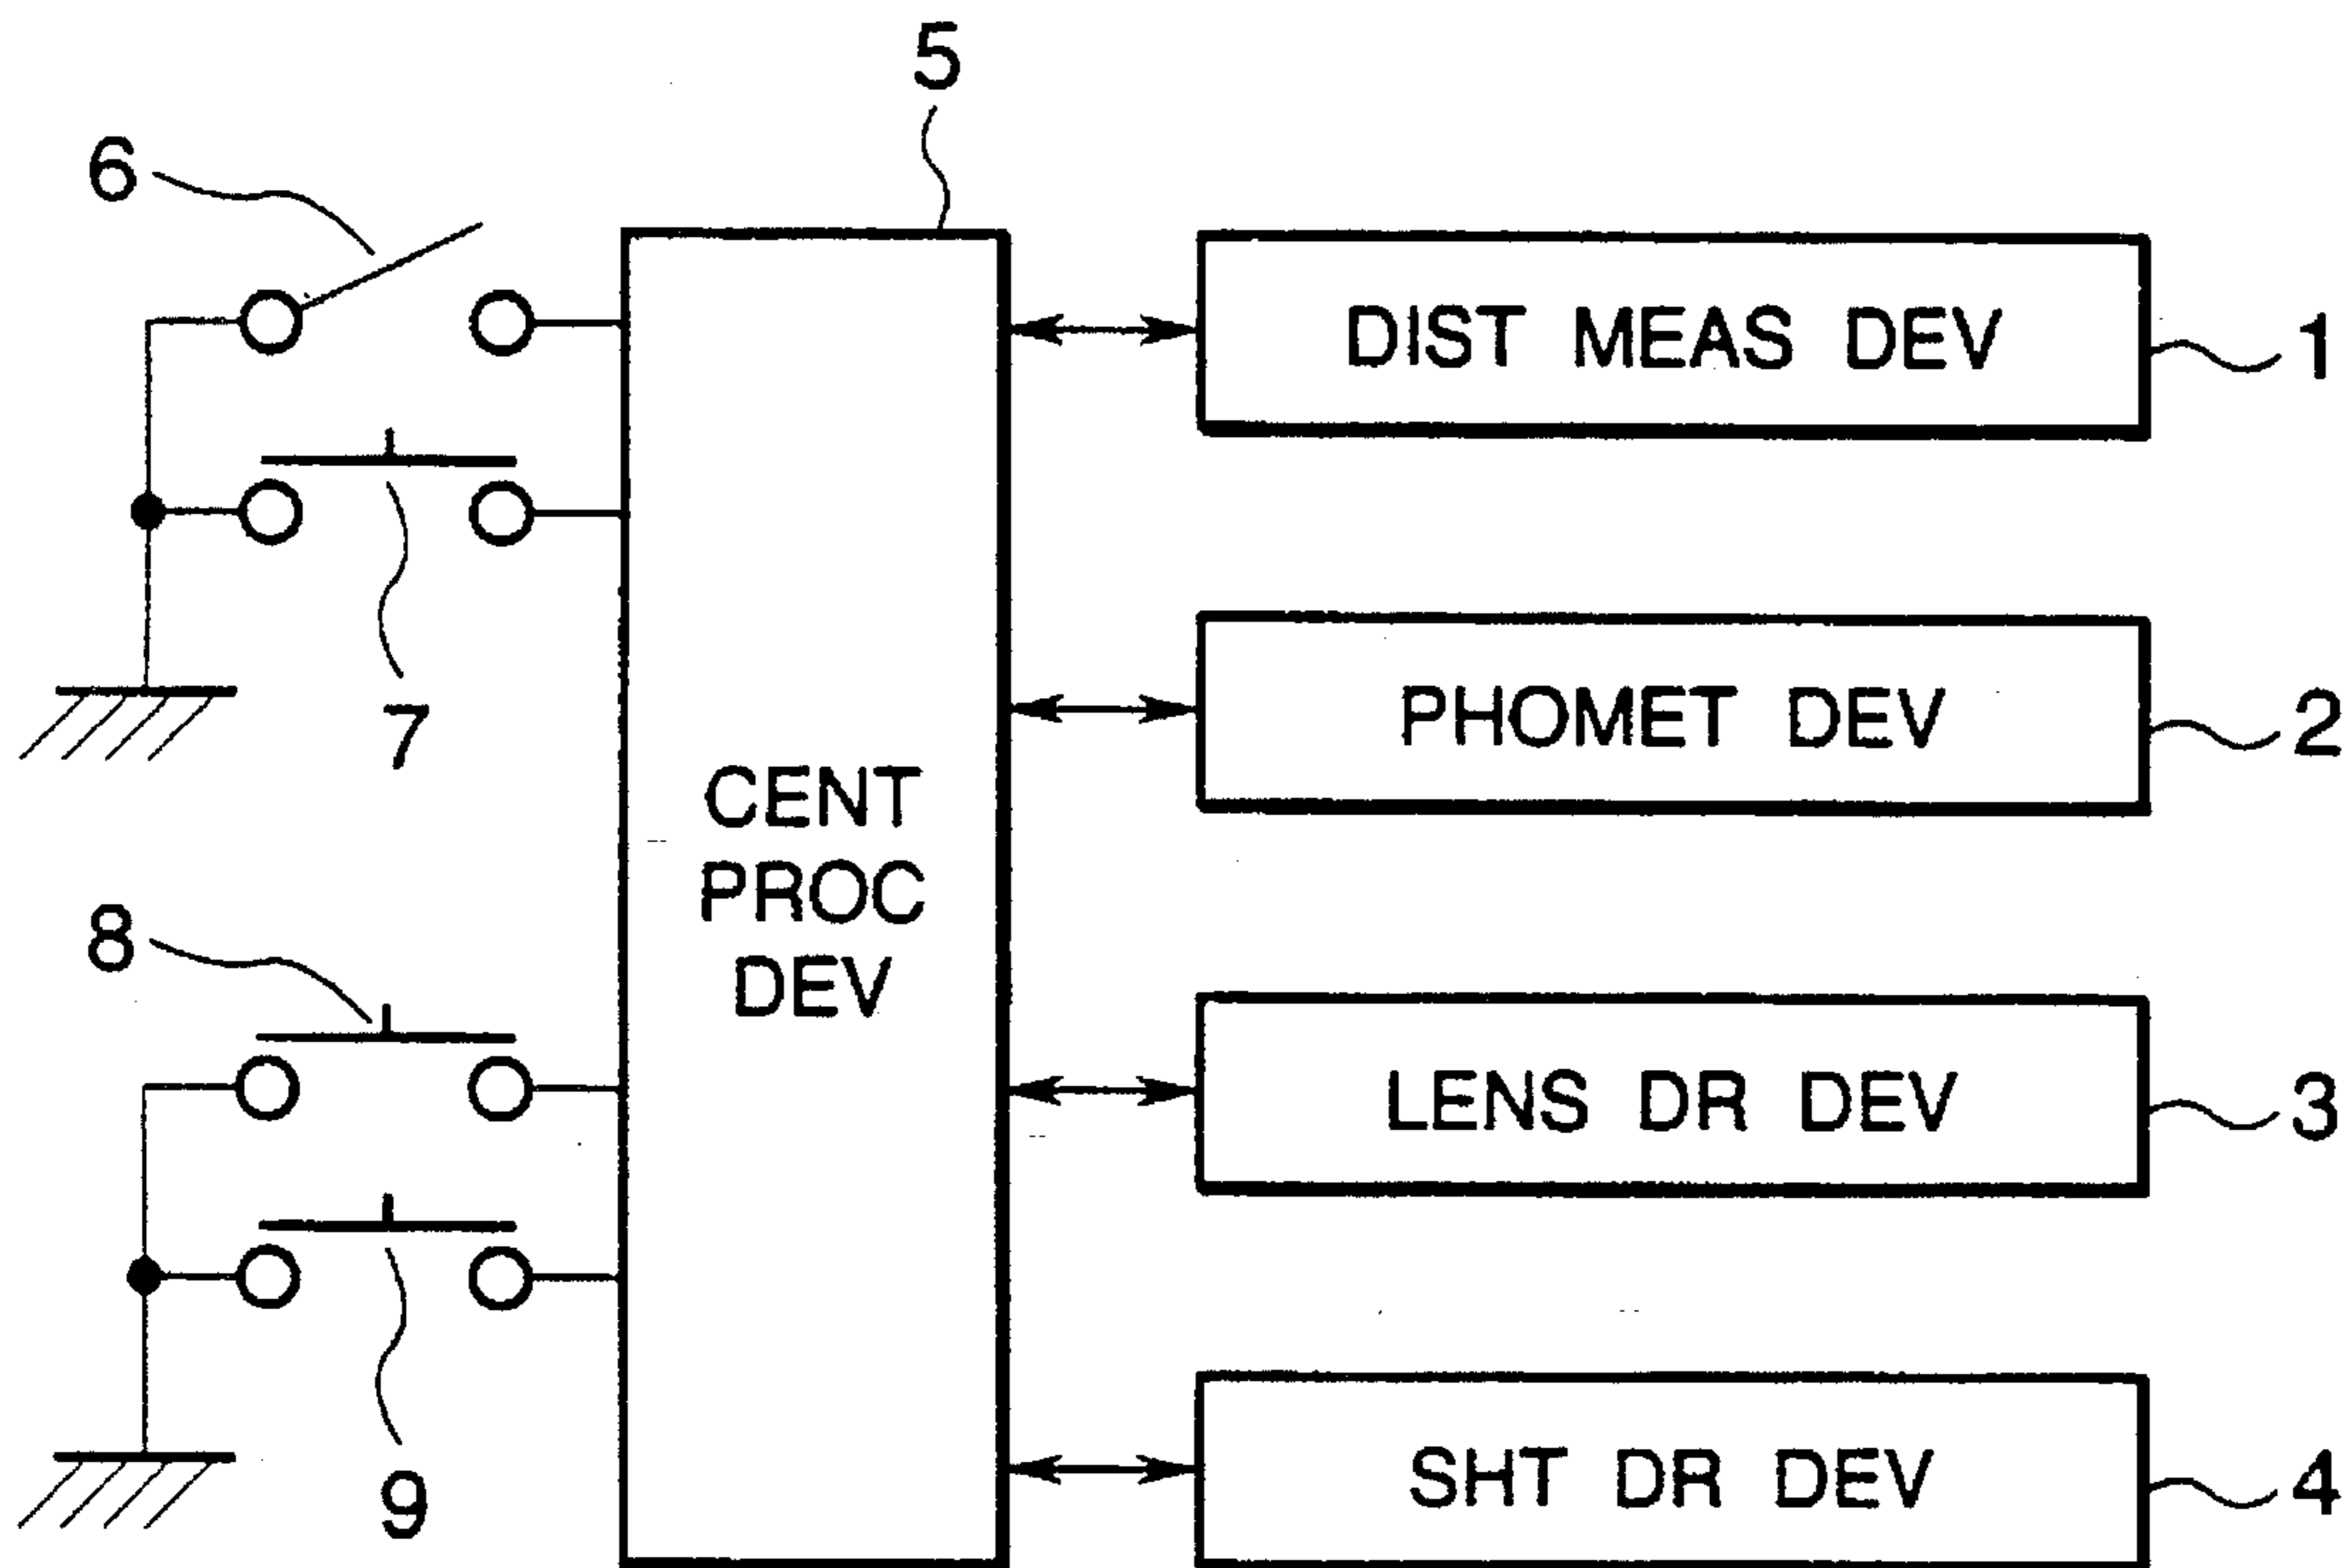 5
6
DIST MEAS DEV
1
7
PHOMET DEV
2
CENT
PROC
DEV
8
LENS DR DEV
3
9
SHT DR DEV
4